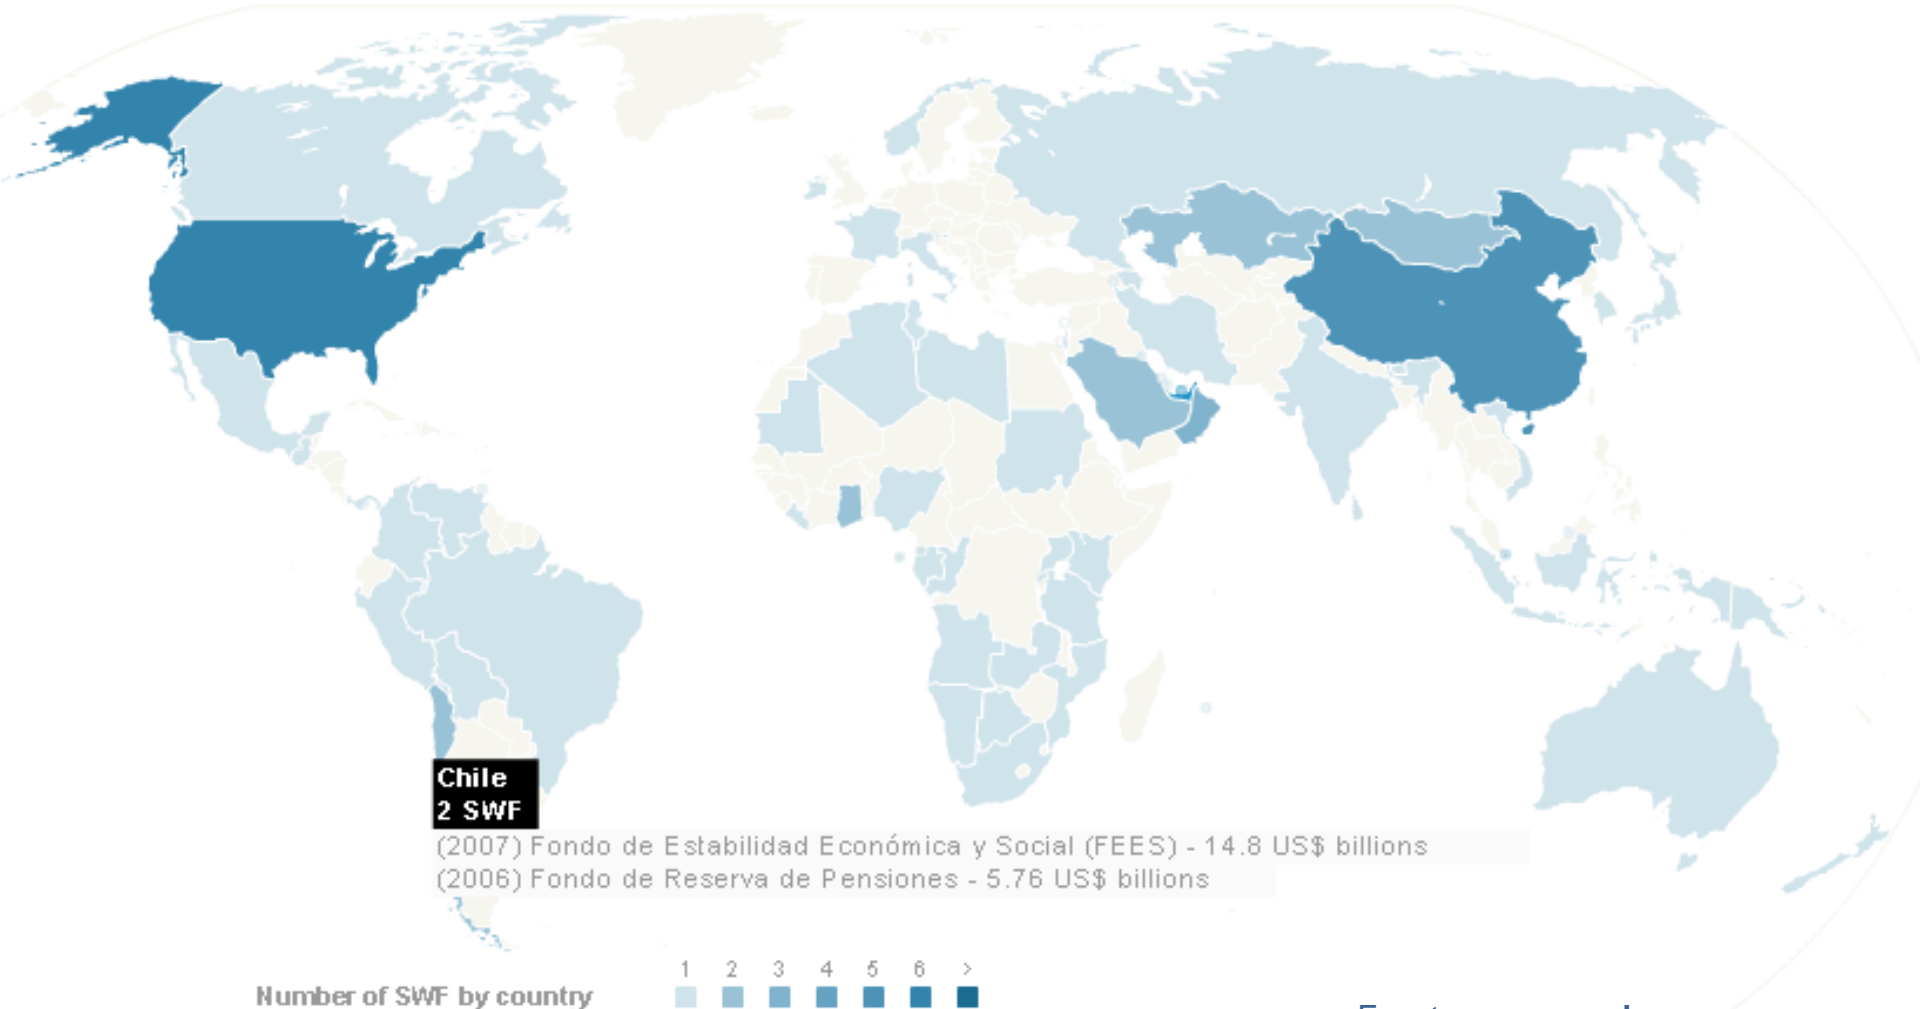 Chile
2 SWF
(2007) Fondo de Estabilidad Económica y Social (FEES) - 14.8 US$ billions
(2006) Fondo de Reserva de Pensiones - 5.76 US$ billions
1 2 3 4 5 6 >
Number of SWF by country